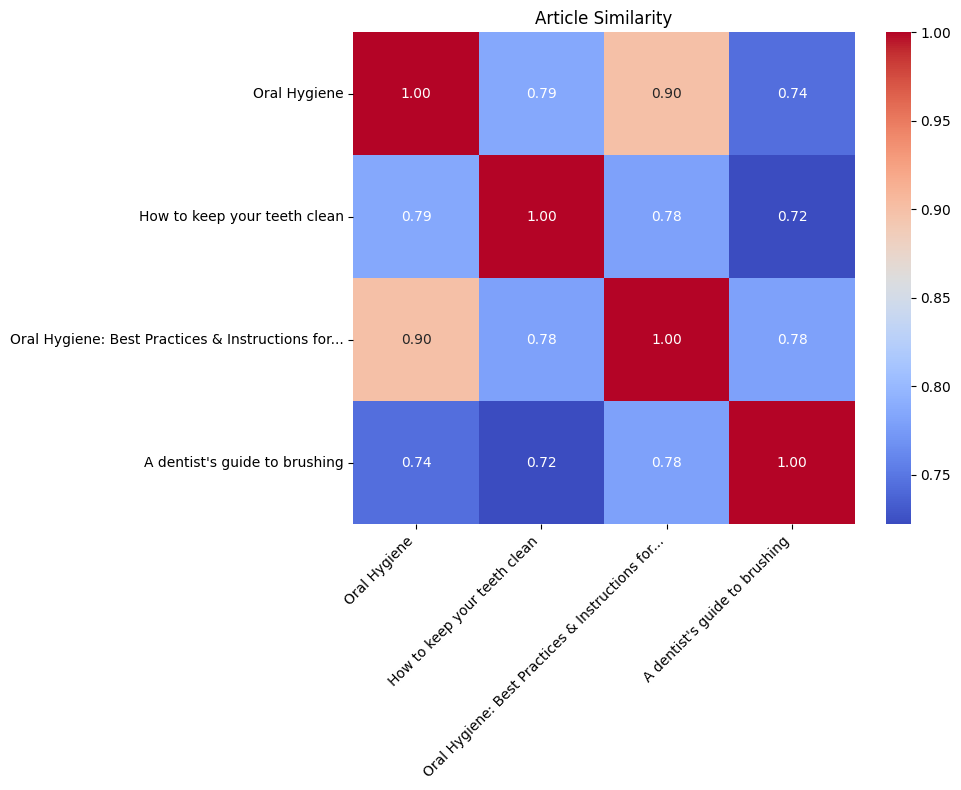 Article Similarity
Oral Hygiene
1.00 0.79 0.90 0.74
How to keep your teeth clean
0.79 1.00 0.78 0.72
Oral Hygiene: Best Practices & Instructions for...
0.90 0.78 1.00 0.78
A dentist's guide to brushing
0.74 0.72 0.78 1.00
Oral Hygiene
How to keep your teeth clean
Oral Hygiene: Best Practices & Instructions for...
A dentist's guide to brushing
1.00
0.95
0.90
0.85
0.80
0.75